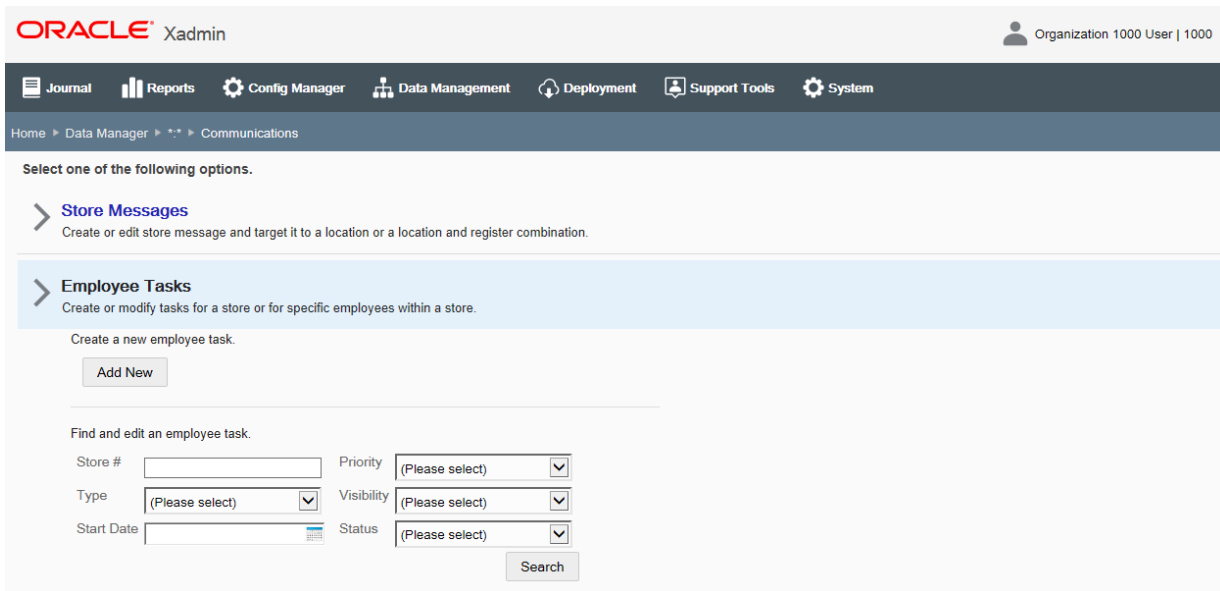 ORACLE® Xadmin
Organization 1000 User | 1000
Journal Reports Config Manager Data Management Deployment Support Tools System
Home ▸ Data Manager ▸ *:* ▸ Communications
Select one of the following options.
Store Messages
Create or edit store message and target it to a location or a location and register combination.
Employee Tasks
Create or modify tasks for a store or for specific employees within a store.
Create a new employee task.
Add New
Find and edit an employee task.
Store # Priority (Please select)
Type (Please select) Visibility (Please select)
Start Date Status (Please select)
Search